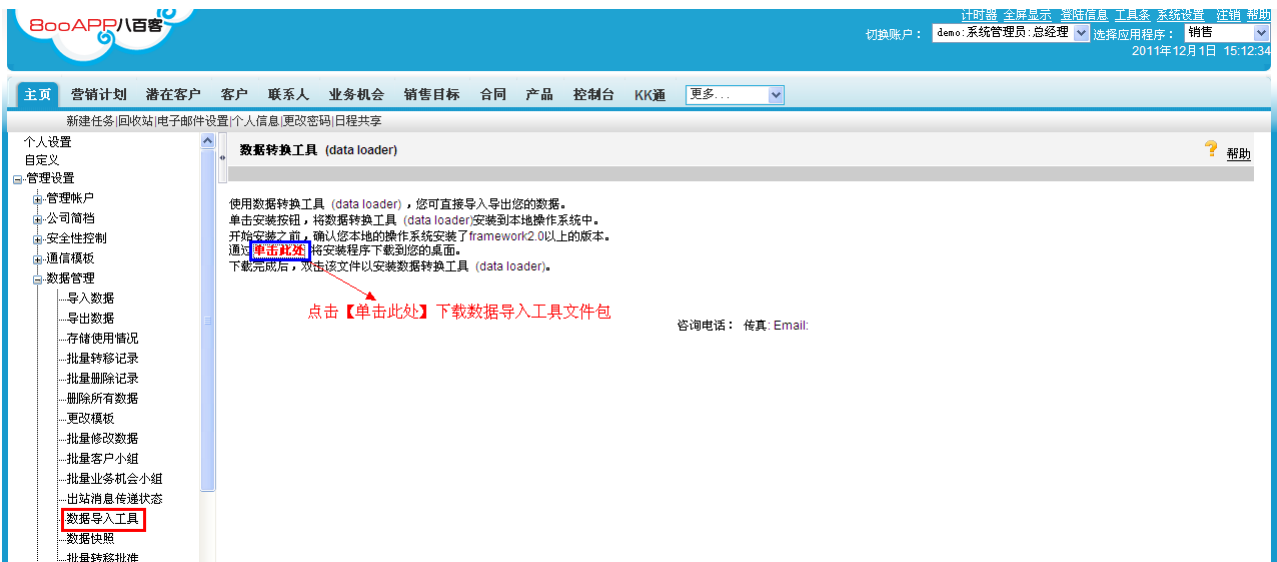 800APP八百客
计时器 全屏显示 登陆信息 工具条 系统设置 注销 帮助
切换账户： demo:系统管理员:总经理 选择应用程序： 销售
2011年12月1日 15:12:34
主页 营销计划 潜在客户 客户 联系人 业务机会 销售目标 合同 产品 控制台 KK通 更多...
新建任务|回收站|电子邮件设置|个人信息|更改密码|日程共享
个人设置
自定义
管理设置
管理帐户
公司简档
安全性控制
通信模板
数据管理
导入数据
导出数据
存储使用情况
批量转移记录
批量删除记录
删除所有数据
更改模板
批量修改数据
批量客户小组
批量业务机会小组
出站消息传递状态
数据导入工具
数据快照
批量转移批准
数据转换工具 (data loader)
? 帮助
使用数据转换工具 (data loader)，您可直接导入导出您的数据。
单击安装按钮，将数据转换工具 (data loader)安装到本地操作系统中。
开始安装之前，确认您本地的操作系统安装了framework2.0以上的版本。
通过 单击此处 将安装程序下载到您的桌面。
下载完成后，双击该文件以安装数据转换工具 (data loader)。
点击【单击此处】下载数据导入工具文件包
咨询电话： 传真: Email: